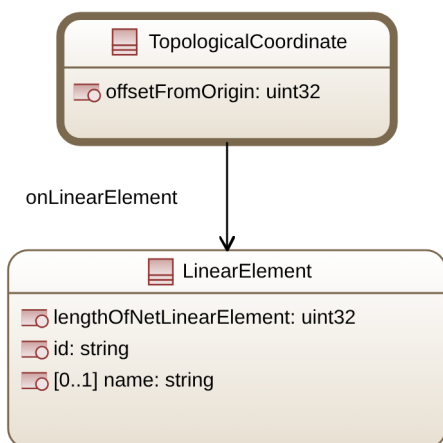 TopologicalCoordinate
offsetFromOrigin: uint32
onLinearElement
LinearElement
lengthOfNetLinearElement: uint32
id: string
[0..1] name: string